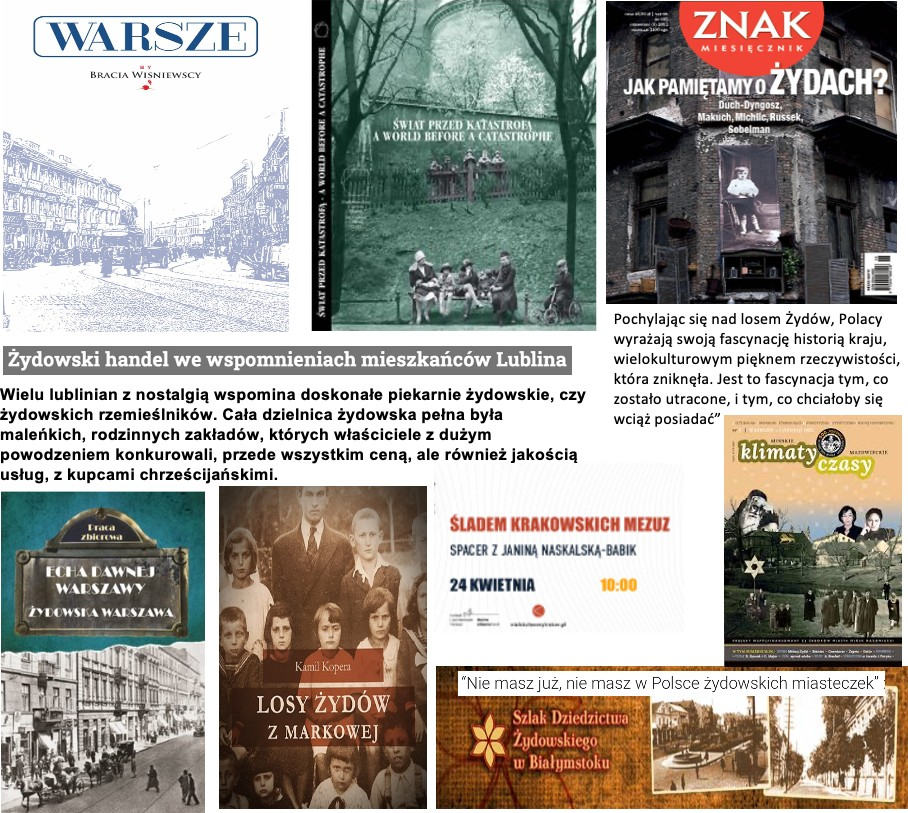 WARSZE
BY
BRACIA WIŚNIEWSCY
ŚWIAT PRZED KATASTROFĄ - A WORLD BEFORE A CATASTROPHE
ŚWIAT PRZED KATASTROFĄ
A WORLD BEFORE A CATASTROPHE
ZNAK
MIESIĘCZNIK
JAK PAMIĘTAMY O ŻYDACH?
Duch-Dyngosz,
Makuch, Michlic, Russek,
Sobelman
Pochylając się nad losem Żydów, Polacy
wyrażają swoją fascynację historią kraju,
wielokulturowym pięknem rzeczywistości,
która zniknęła. Jest to fascynacja tym, co
zostało utracone, i tym, co chciałoby się
wciąż posiadać”
Żydowski handel we wspomnieniach mieszkańców Lublina
Wielu lublinian z nostalgią wspomina doskonałe piekarnie żydowskie, czy
żydowskich rzemieślników. Cała dzielnica żydowska pełna była
maleńkich, rodzinnych zakładów, których właściciele z dużym
powodzeniem konkurowali, przede wszystkim ceną, ale również jakością
usług, z kupcami chrześcijańskimi.
Praca
zbiorowa
ECHA DAWNEJ
WARSZAWY
ŻYDOWSKA WARSZAWA
Kamil Kopera
LOSY ŻYDÓW
Z MARKOWEJ
ŚLADEM KRAKOWSKICH MEZUZ
SPACER Z JANINĄ NASKALSKĄ-BABIK
24 KWIETNIA 10:00
MIŃSKIE
klimaty
MAZOWIECKIE
czasy
“Nie masz już, nie masz w Polsce żydowskich miasteczek”
Szlak Dziedzictwa
Żydowskiego
w Białymstoku